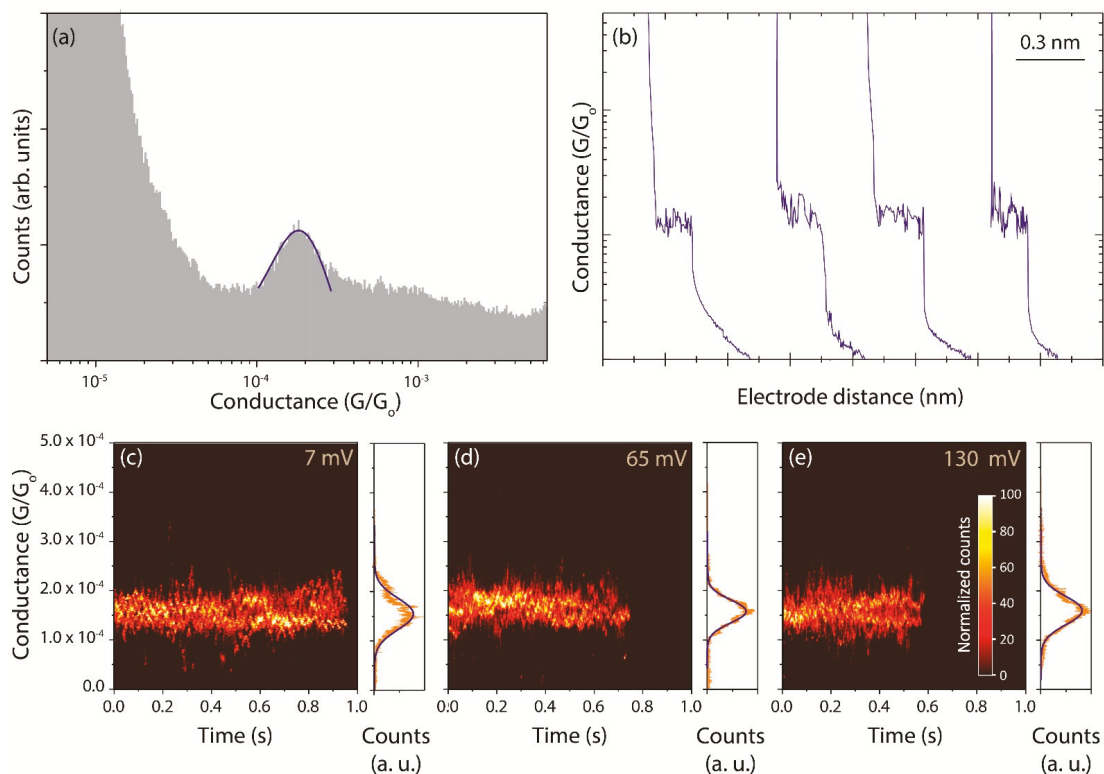 (a)
Counts (arb. units)
10⁻⁵ 10⁻⁴ 10⁻³
Conductance (G/Gₒ)
(b)
0.3 nm
Conductance (G/Gₒ)
Electrode distance (nm)
Conductance (G/Gₒ)
5.0 x 10⁻⁴
4.0 x 10⁻⁴
3.0 x 10⁻⁴
2.0 x 10⁻⁴
1.0 x 10⁻⁴
0.0
(c) 7 mV
0.0 0.2 0.4 0.6 0.8 1.0
Time (s)
Counts
(a. u.)
(d) 65 mV
0.0 0.2 0.4 0.6 0.8 1.0
Time (s)
Counts
(a. u.)
(e) 130 mV
Normalized counts
100
80
60
40
20
0
0.0 0.2 0.4 0.6 0.8 1.0
Time (s)
Counts
(a. u.)